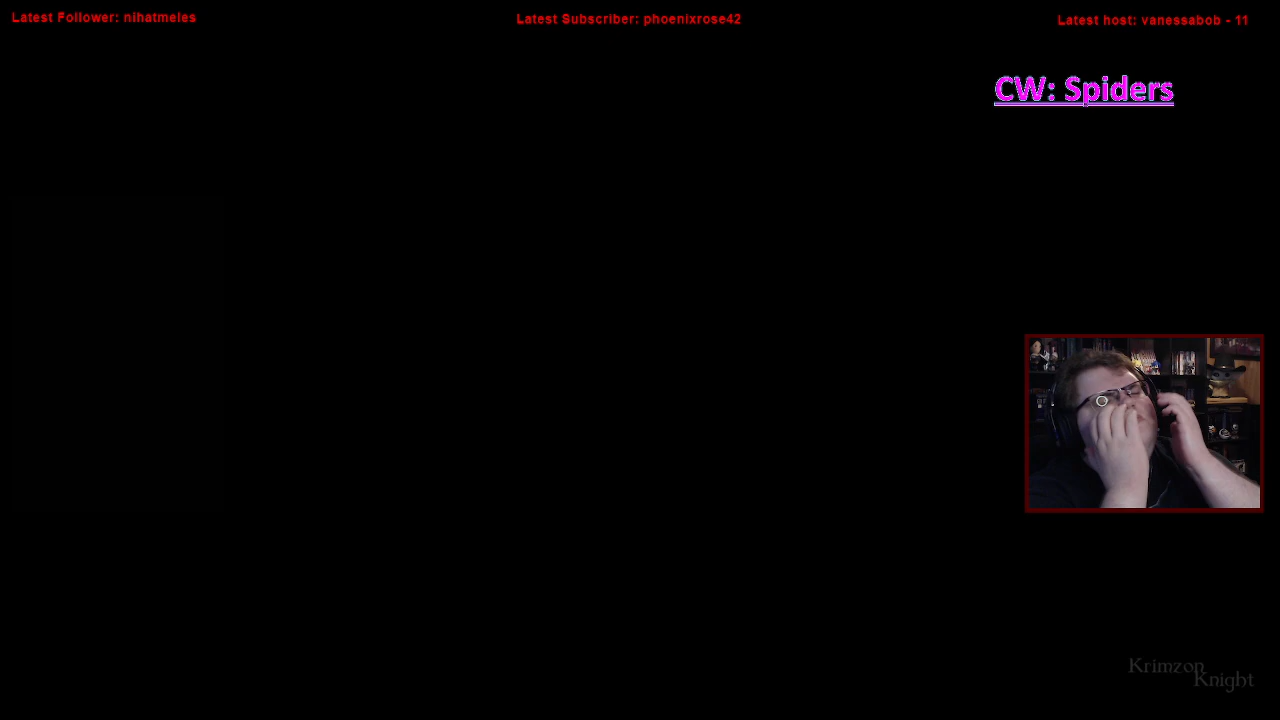 Latest Follower: nihatmeles
Latest Subscriber: phoenixrose42
Latest host: vanessabob - 11
CW: Spiders
Krimzon
Knight